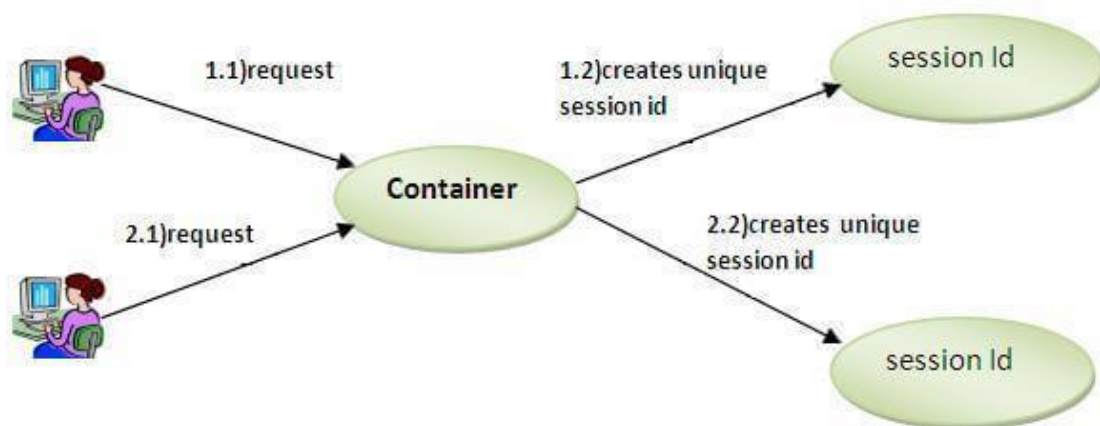 1.1)request
1.2)creates unique
session id
session Id
Container
2.1)request
2.2)creates unique
session id
session Id